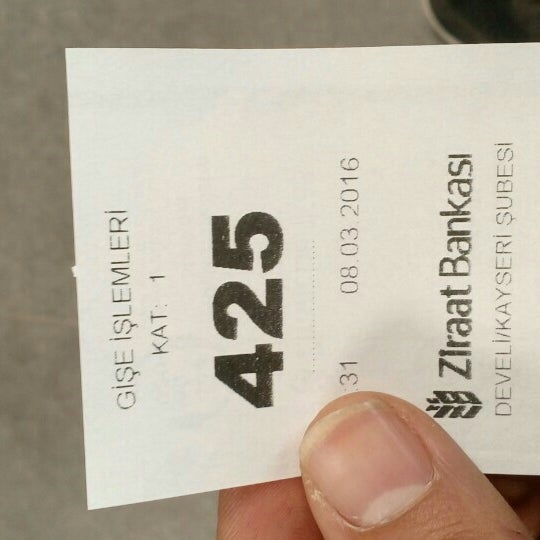 GİŞE İŞLEMLERİ
KAT: 1
425
:31 08.03.2016
Ziraat Bankası
DEVELİ/KAYSERİ ŞUBESİ